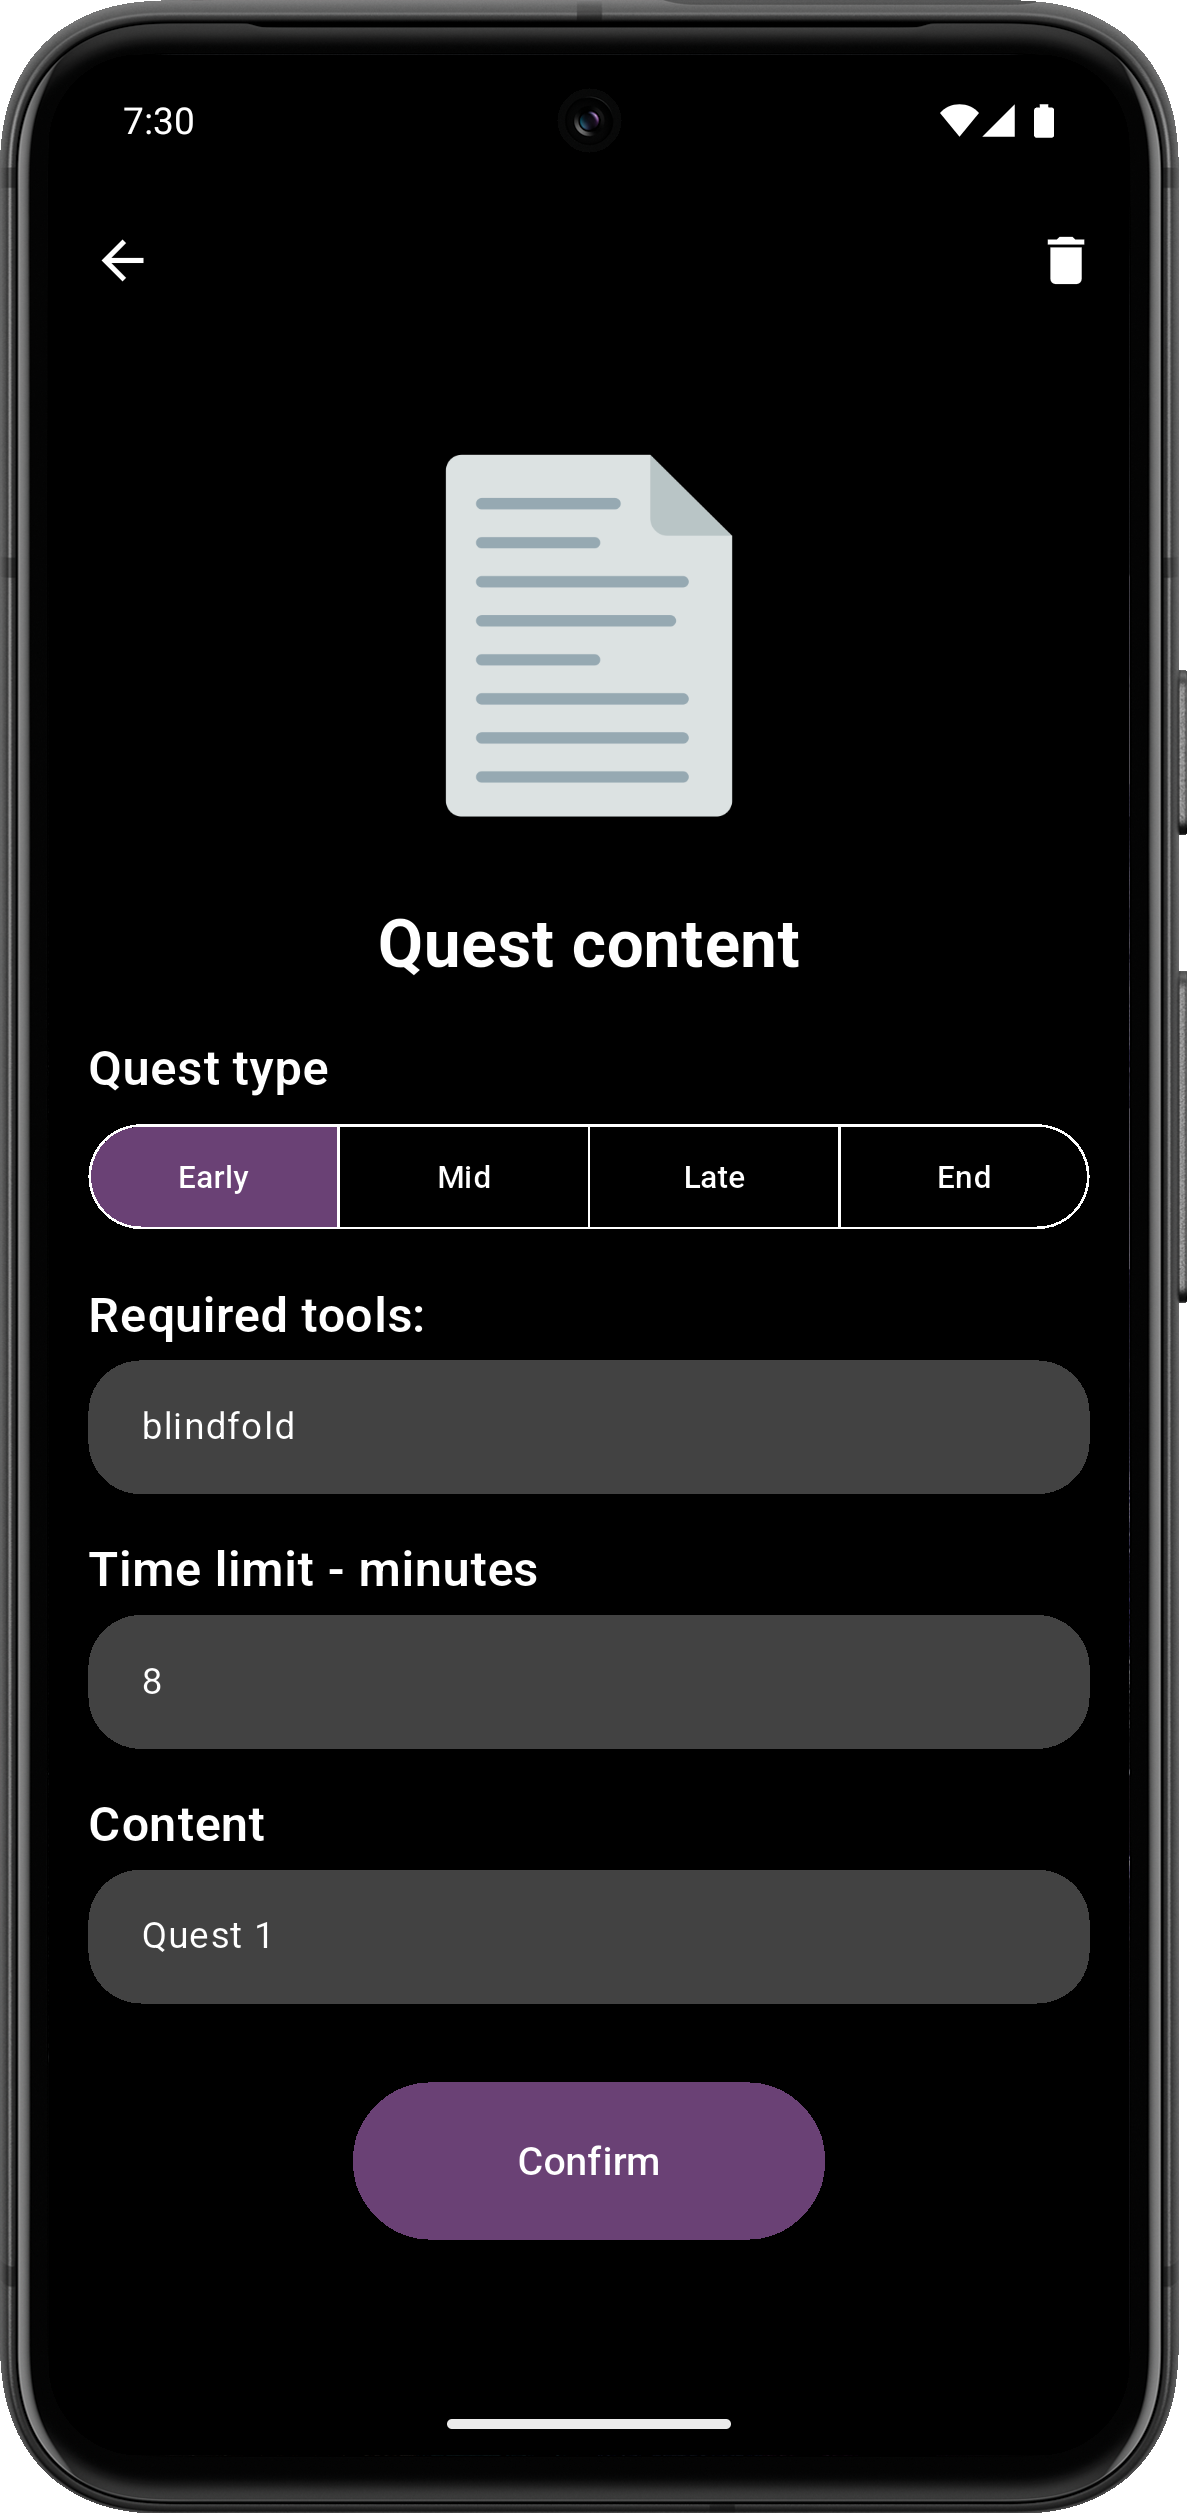 7:30
Quest content
Quest type
Early Mid Late End
Required tools:
blindfold
Time limit - minutes
8
Content
Quest 1
Confirm